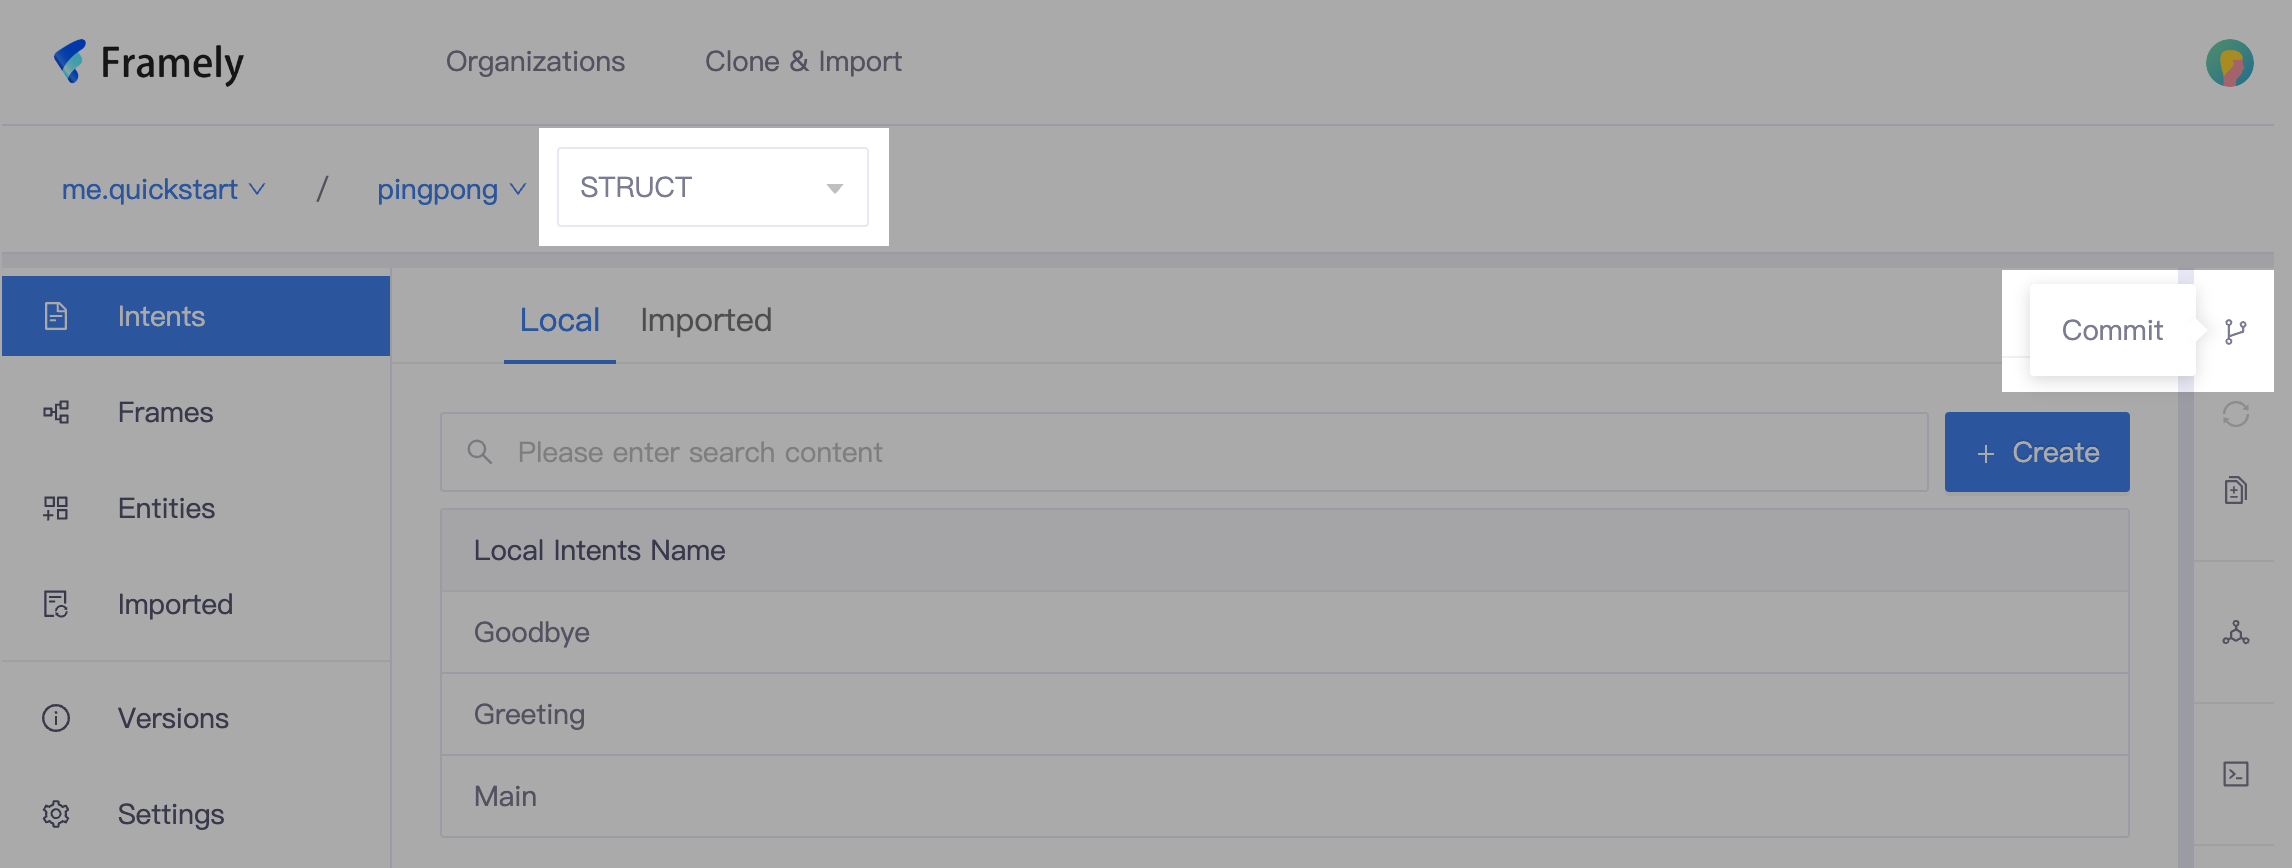 Framely
Organizations
Clone & Import
me.quickstart
/
pingpong
STRUCT
Intents
Frames
Entities
Imported
Versions
Settings
Local
Imported
Commit
Please enter search content
+ Create
Local Intents Name
Goodbye
Greeting
Main